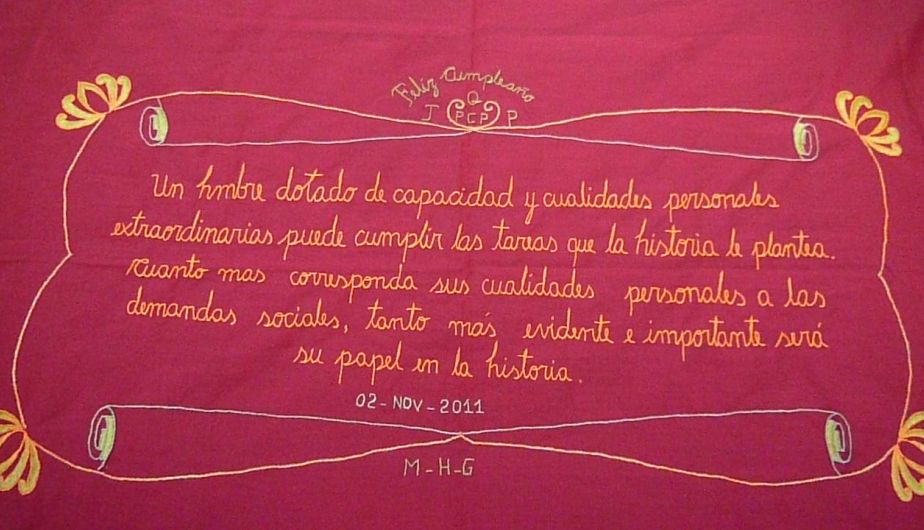 Feliz Cumpleaño
Q
J PCP P
Un hmbre dotado de capacidad y cualidades personales
extraordinarias puede cumplir las tareas que la historia le plantea.
Cuanto mas corresponda sus cualidades personales a las
demandas sociales, tanto más evidente e importante será
su papel en la historia.
02-NOV-2011
M-H-G